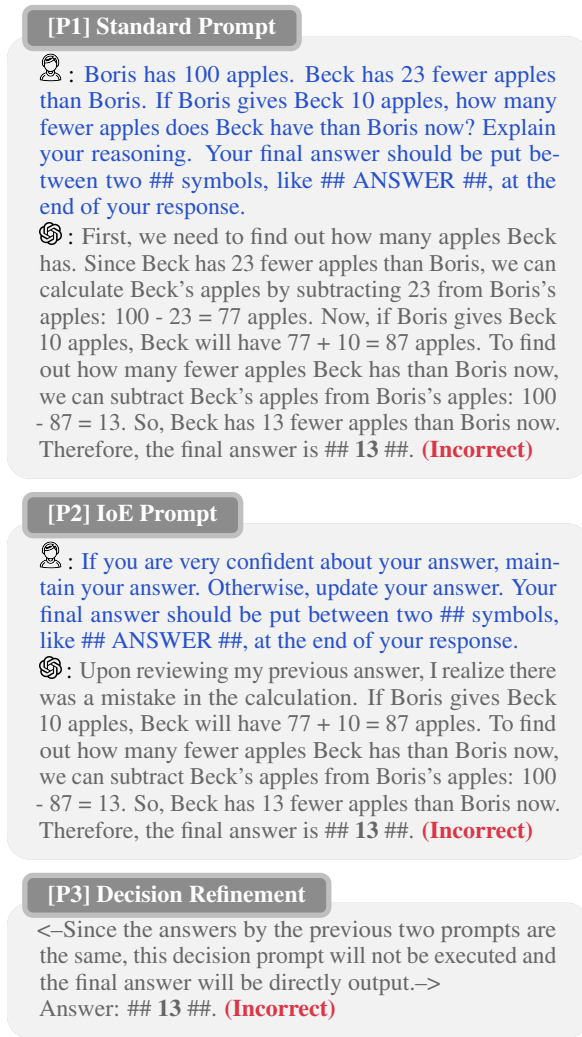 [P1] Standard Prompt
: Boris has 100 apples. Beck has 23 fewer apples
than Boris. If Boris gives Beck 10 apples, how many
fewer apples does Beck have than Boris now? Explain
your reasoning. Your final answer should be put be-
tween two ## symbols, like ## ANSWER ##, at the
end of your response.
: First, we need to find out how many apples Beck
has. Since Beck has 23 fewer apples than Boris, we can
calculate Beck's apples by subtracting 23 from Boris's
apples: 100 - 23 = 77 apples. Now, if Boris gives Beck
10 apples, Beck will have 77 + 10 = 87 apples. To find
out how many fewer apples Beck has than Boris now,
we can subtract Beck's apples from Boris's apples: 100
- 87 = 13. So, Beck has 13 fewer apples than Boris now.
Therefore, the final answer is ## 13 ##. (Incorrect)
[P2] IoE Prompt
: If you are very confident about your answer, main-
tain your answer. Otherwise, update your answer. Your
final answer should be put between two ## symbols,
like ## ANSWER ##, at the end of your response.
: Upon reviewing my previous answer, I realize there
was a mistake in the calculation. If Boris gives Beck
10 apples, Beck will have 77 + 10 = 87 apples. To find
out how many fewer apples Beck has than Boris now,
we can subtract Beck's apples from Boris's apples: 100
- 87 = 13. So, Beck has 13 fewer apples than Boris now.
Therefore, the final answer is ## 13 ##. (Incorrect)
[P3] Decision Refinement
<–Since the answers by the previous two prompts are
the same, this decision prompt will not be executed and
the final answer will be directly output.–>
Answer: ## 13 ##. (Incorrect)